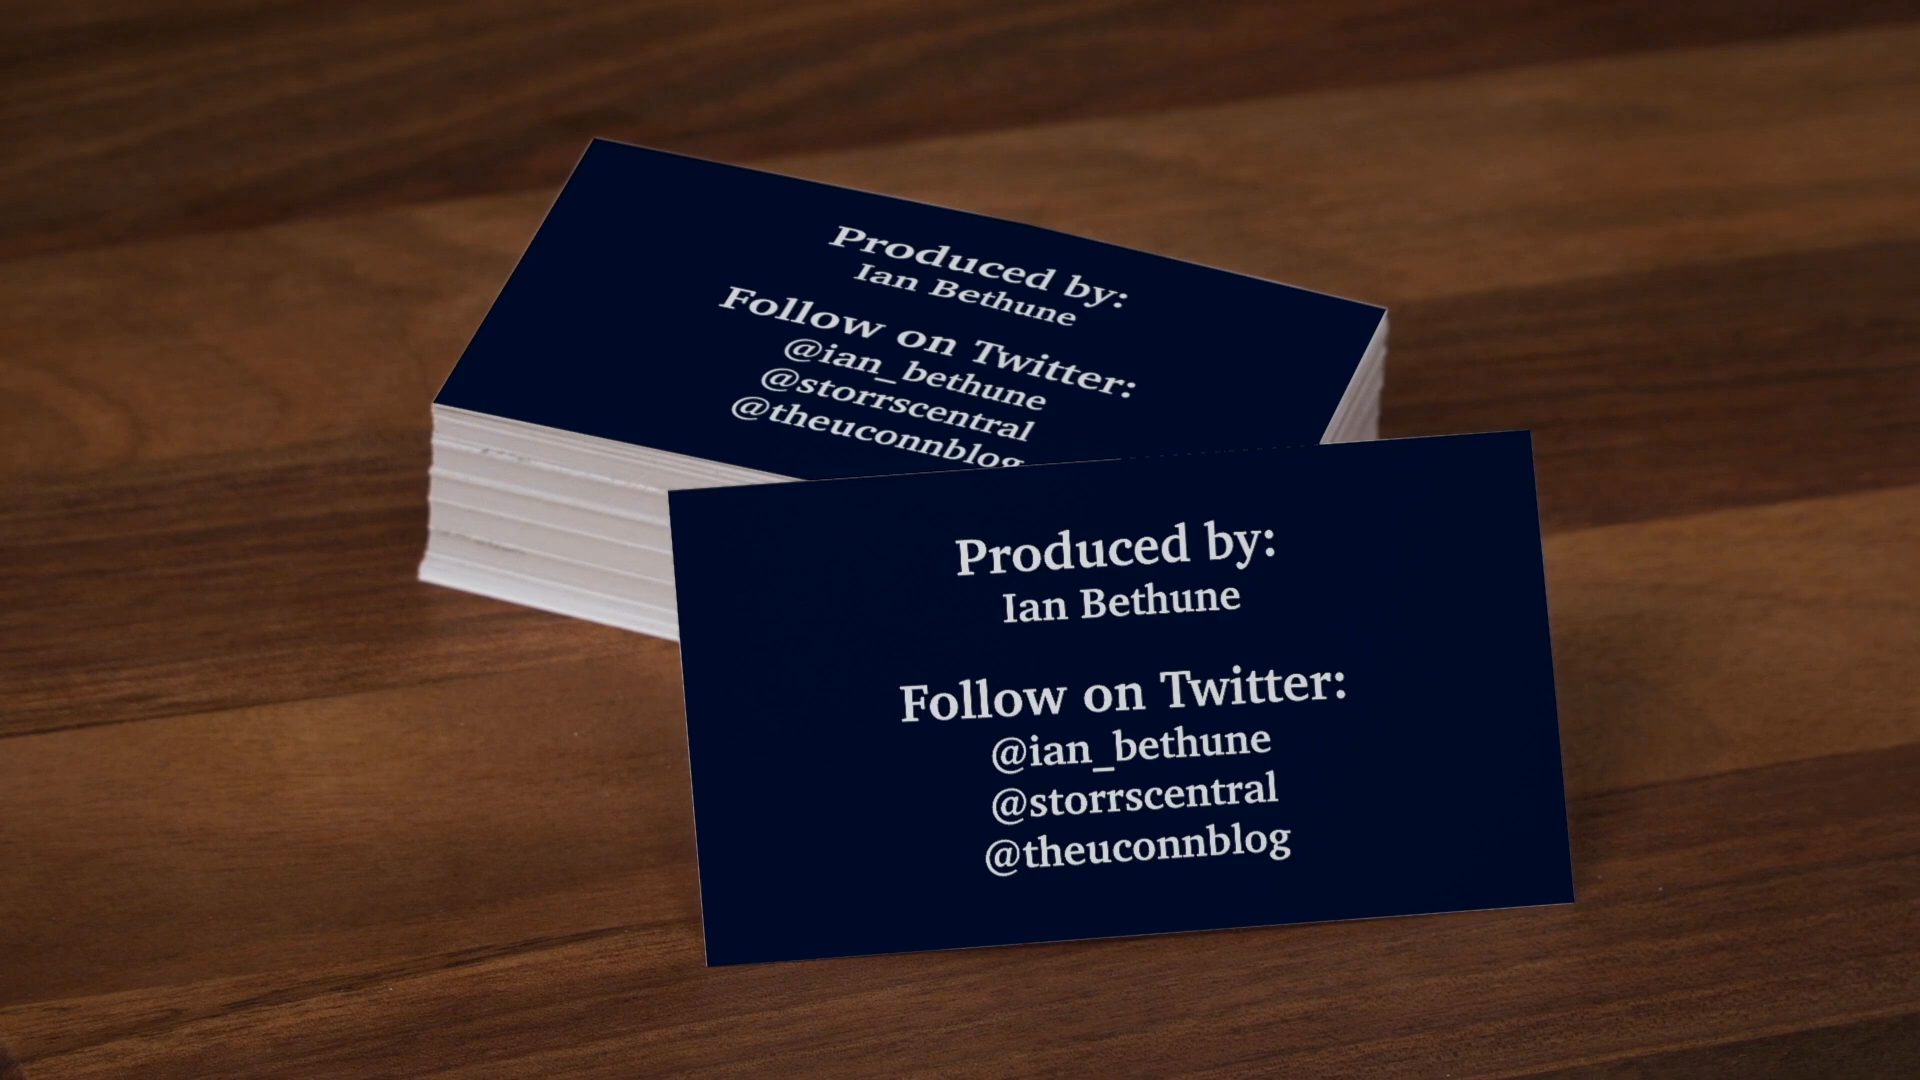 Produced by:
Ian Bethune
Follow on Twitter:
@ian_bethune
@storrscentral
@theuconnblog
Produced by:
Ian Bethune
Follow on Twitter:
@ian_bethune
@storrscentral
@theuconnblog